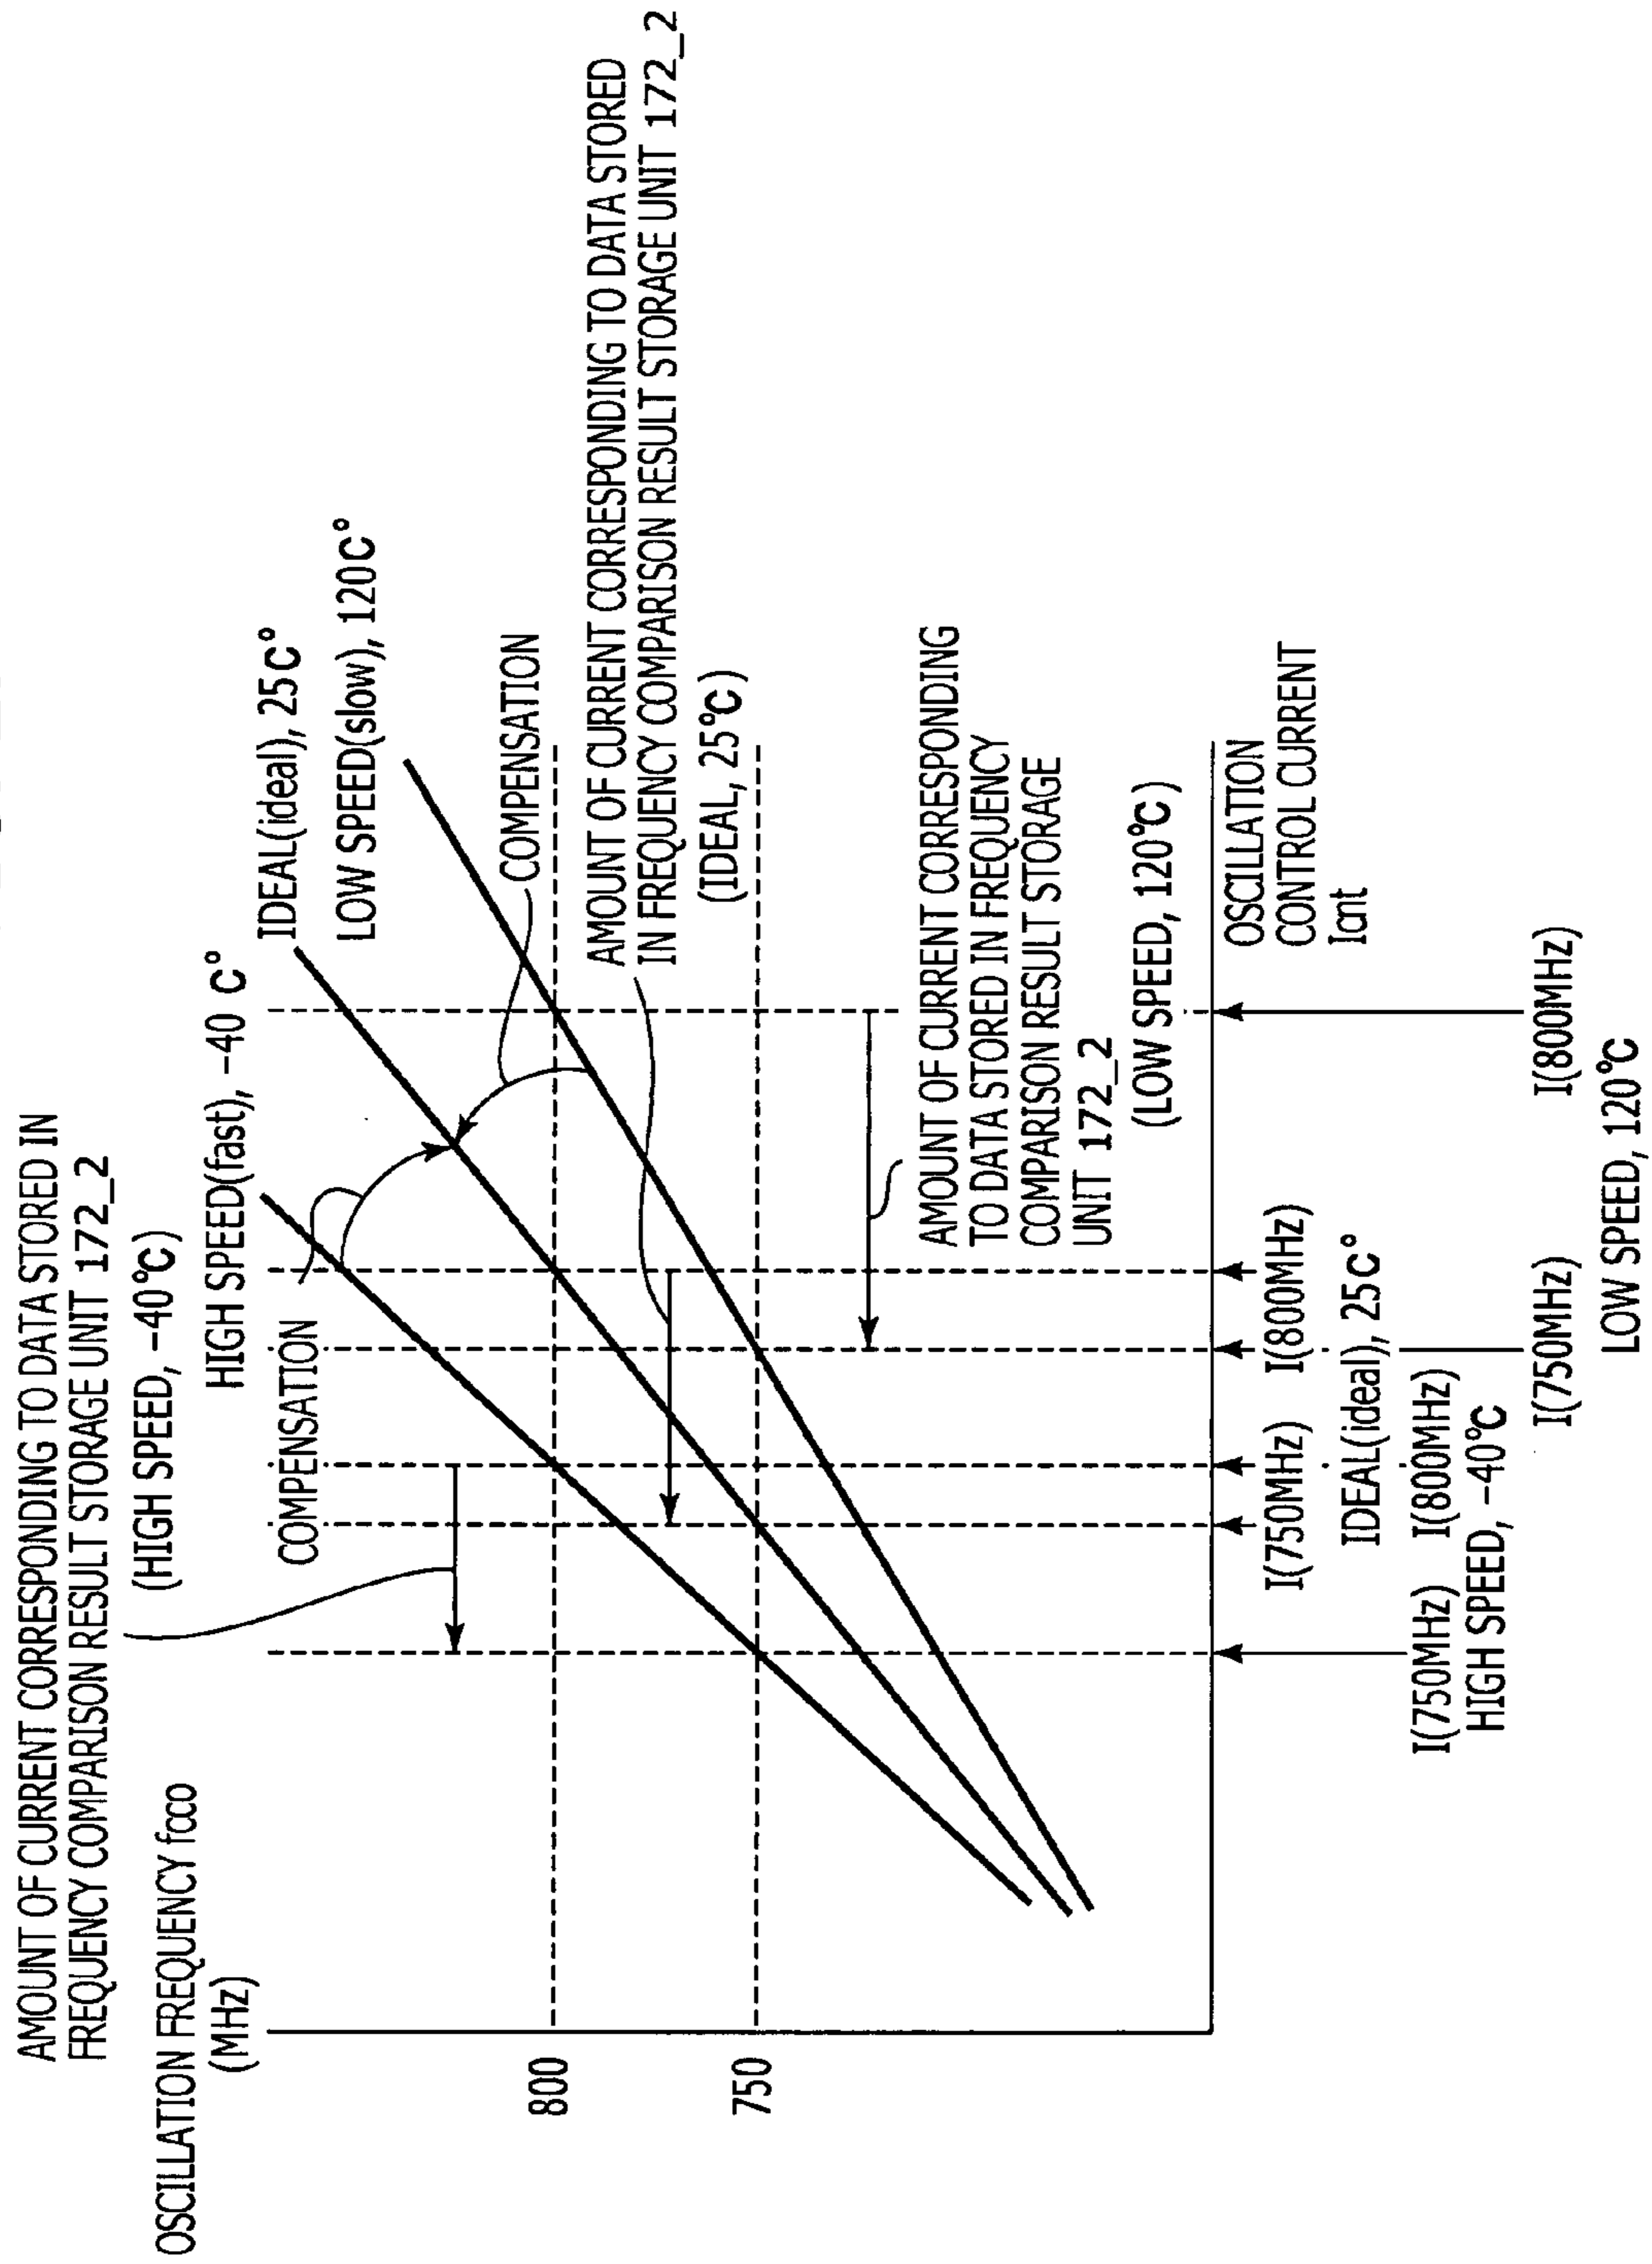 AMOUNT OF CURRENT CORRESPONDING TO DATA STORED IN
FREQUENCY COMPARISON RESULT STORAGE UNIT 172_2
(HIGH SPEED, -40°C)
OSCILLATION FREQUENCY fcco
(MHz)
HIGH SPEED(fast), -40 C°
IDEAL(ideal), 25C°
LOW SPEED(slow), 120C°
COMPENSATION
COMPENSATION
AMOUNT OF CURRENT CORRESPONDING TO DATA STORED
IN FREQUENCY COMPARISON RESULT STORAGE UNIT 172_2
(IDEAL, 25°C)
800
750
AMOUNT OF CURRENT CORRESPONDING
TO DATA STORED IN FREQUENCY
COMPARISON RESULT STORAGE
UNIT 172_2
(LOW SPEED, 120°C)
OSCILLATION
CONTROL CURRENT
Icnt
I(750MHz) I(800MHz)
IDEAL(ideal), 25C°
I(750MHz) I(800MHz)
HIGH SPEED, -40°C
I(750MHz) I(800MHz)
LOW SPEED, 120°C